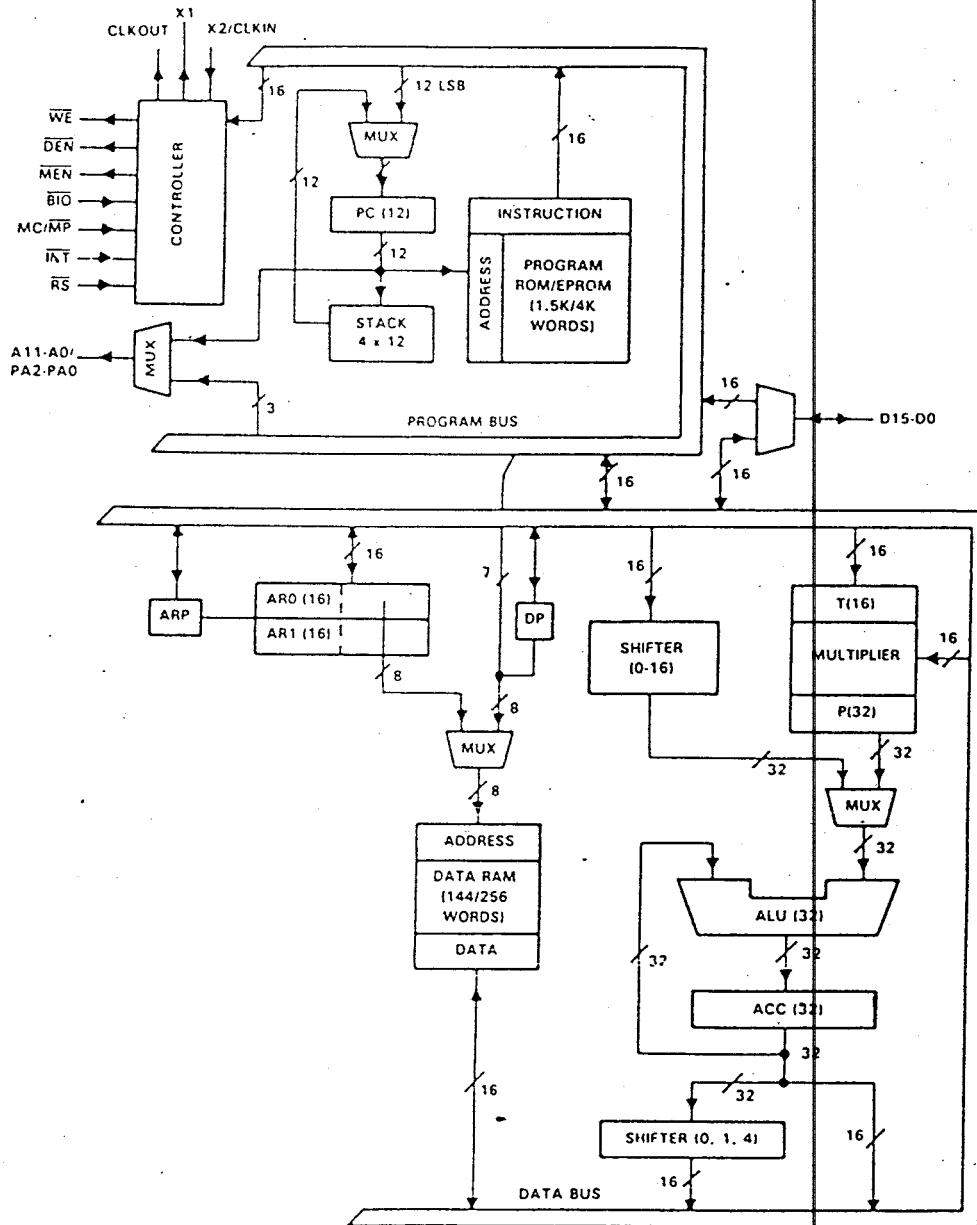 X1
CLKOUT
X2/CLKIN
16
12 LSB
WE
DEN
MEN
BIO
MC/MP
INT
RS
CONTROLLER
MUX
16
12
PC (12)
INSTRUCTION
12
ADDRESS
PROGRAM
ROM/EPROM
(1.5K/4K
WORDS)
STACK
4 x 12
A11-A0/
PA2-PA0
MUX
3
PROGRAM BUS
16
D15-D0
16
16
16
7
16
16
ARP
AR0 (16)
AR1 (16)
DP
SHIFTER
(0-16)
T(16)
MULTIPLIER
P(32)
16
8
8
MUX
32
32
MUX
8
32
ADDRESS
DATA RAM
(144/256
WORDS)
DATA
ALU (32)
32
32
ACC (32)
32
32
16
SHIFTER (0, 1, 4)
16
16
DATA BUS